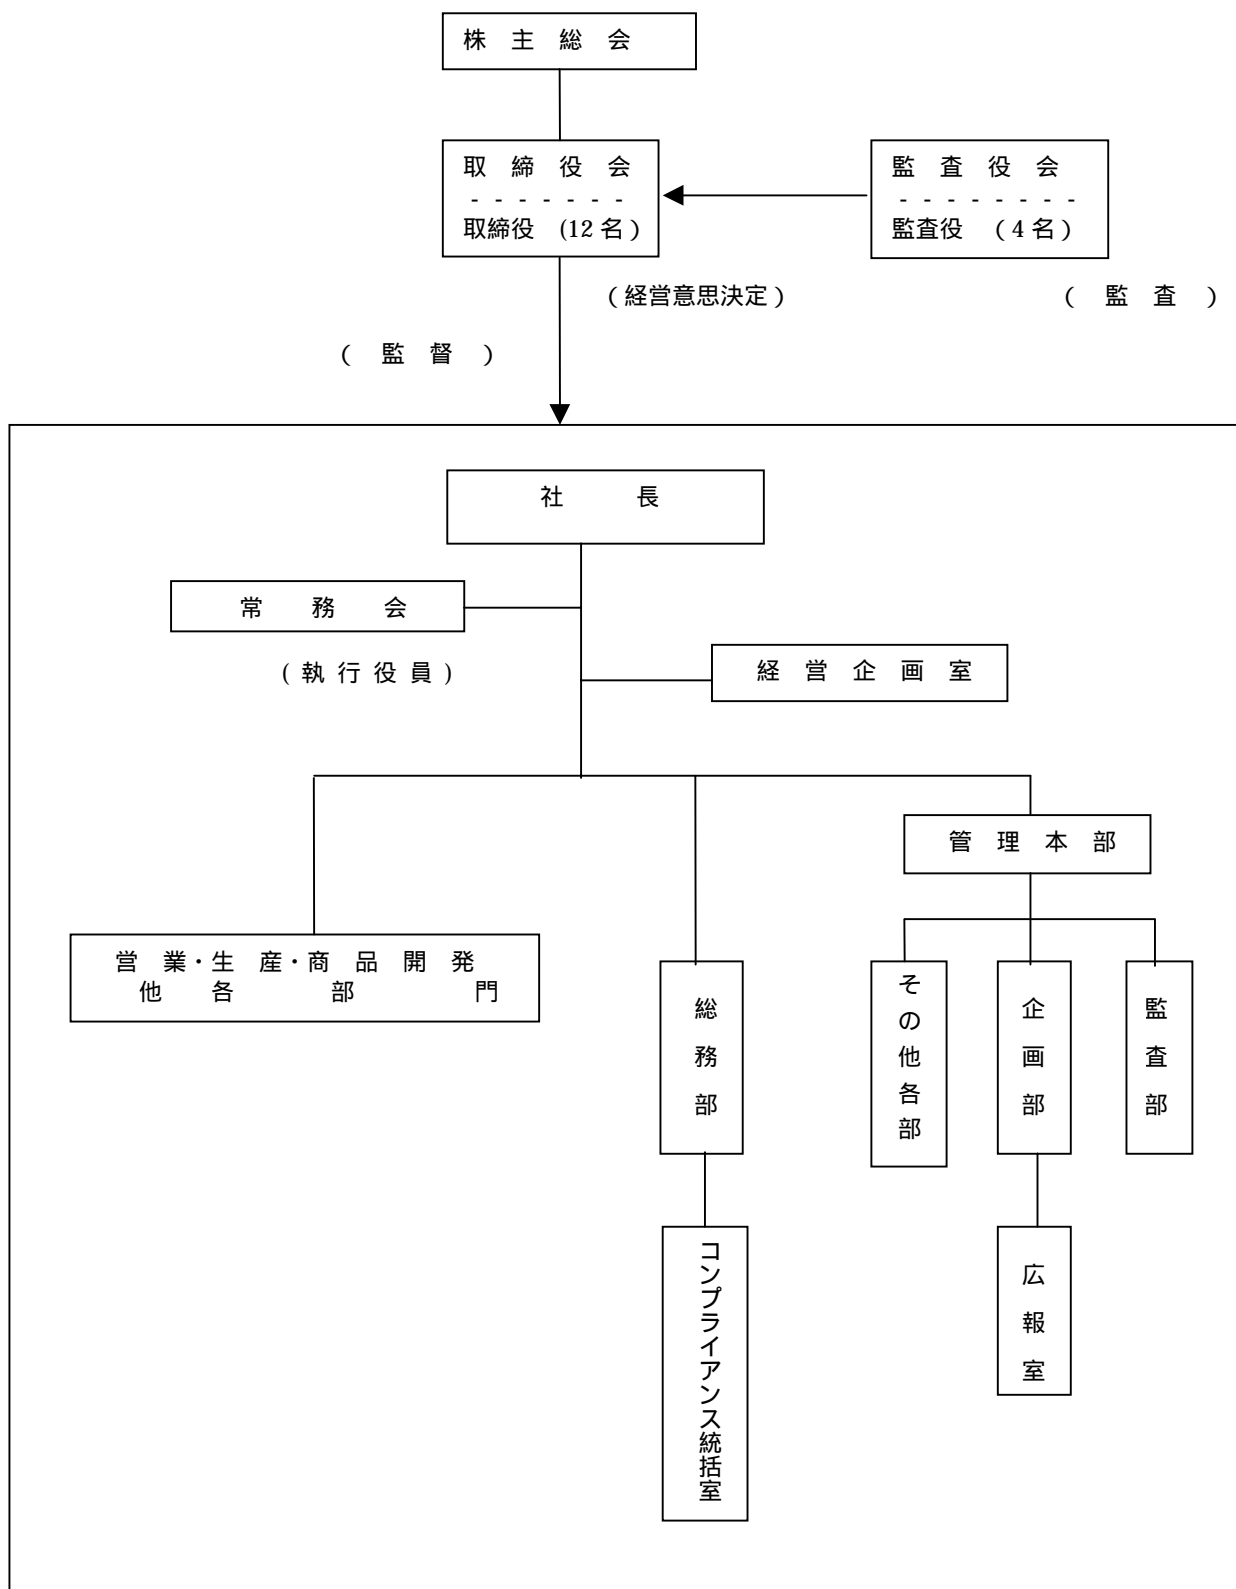 株 主 総 会
取 締 役 会
- - - - - - -
取締役 (12名)
監 査 役 会
- - - - - - - -
監査役 (4名)
(経営意思決定)
( 監 査 )
( 監 督 )
社 長
常 務 会
(執行役員)
経 営 企 画 室
管 理 本 部
営 業・生 産・商 品 開 発
他 各 部 門
総務部
その他各部
企画部
監査部
コンプライアンス統括室
広報室